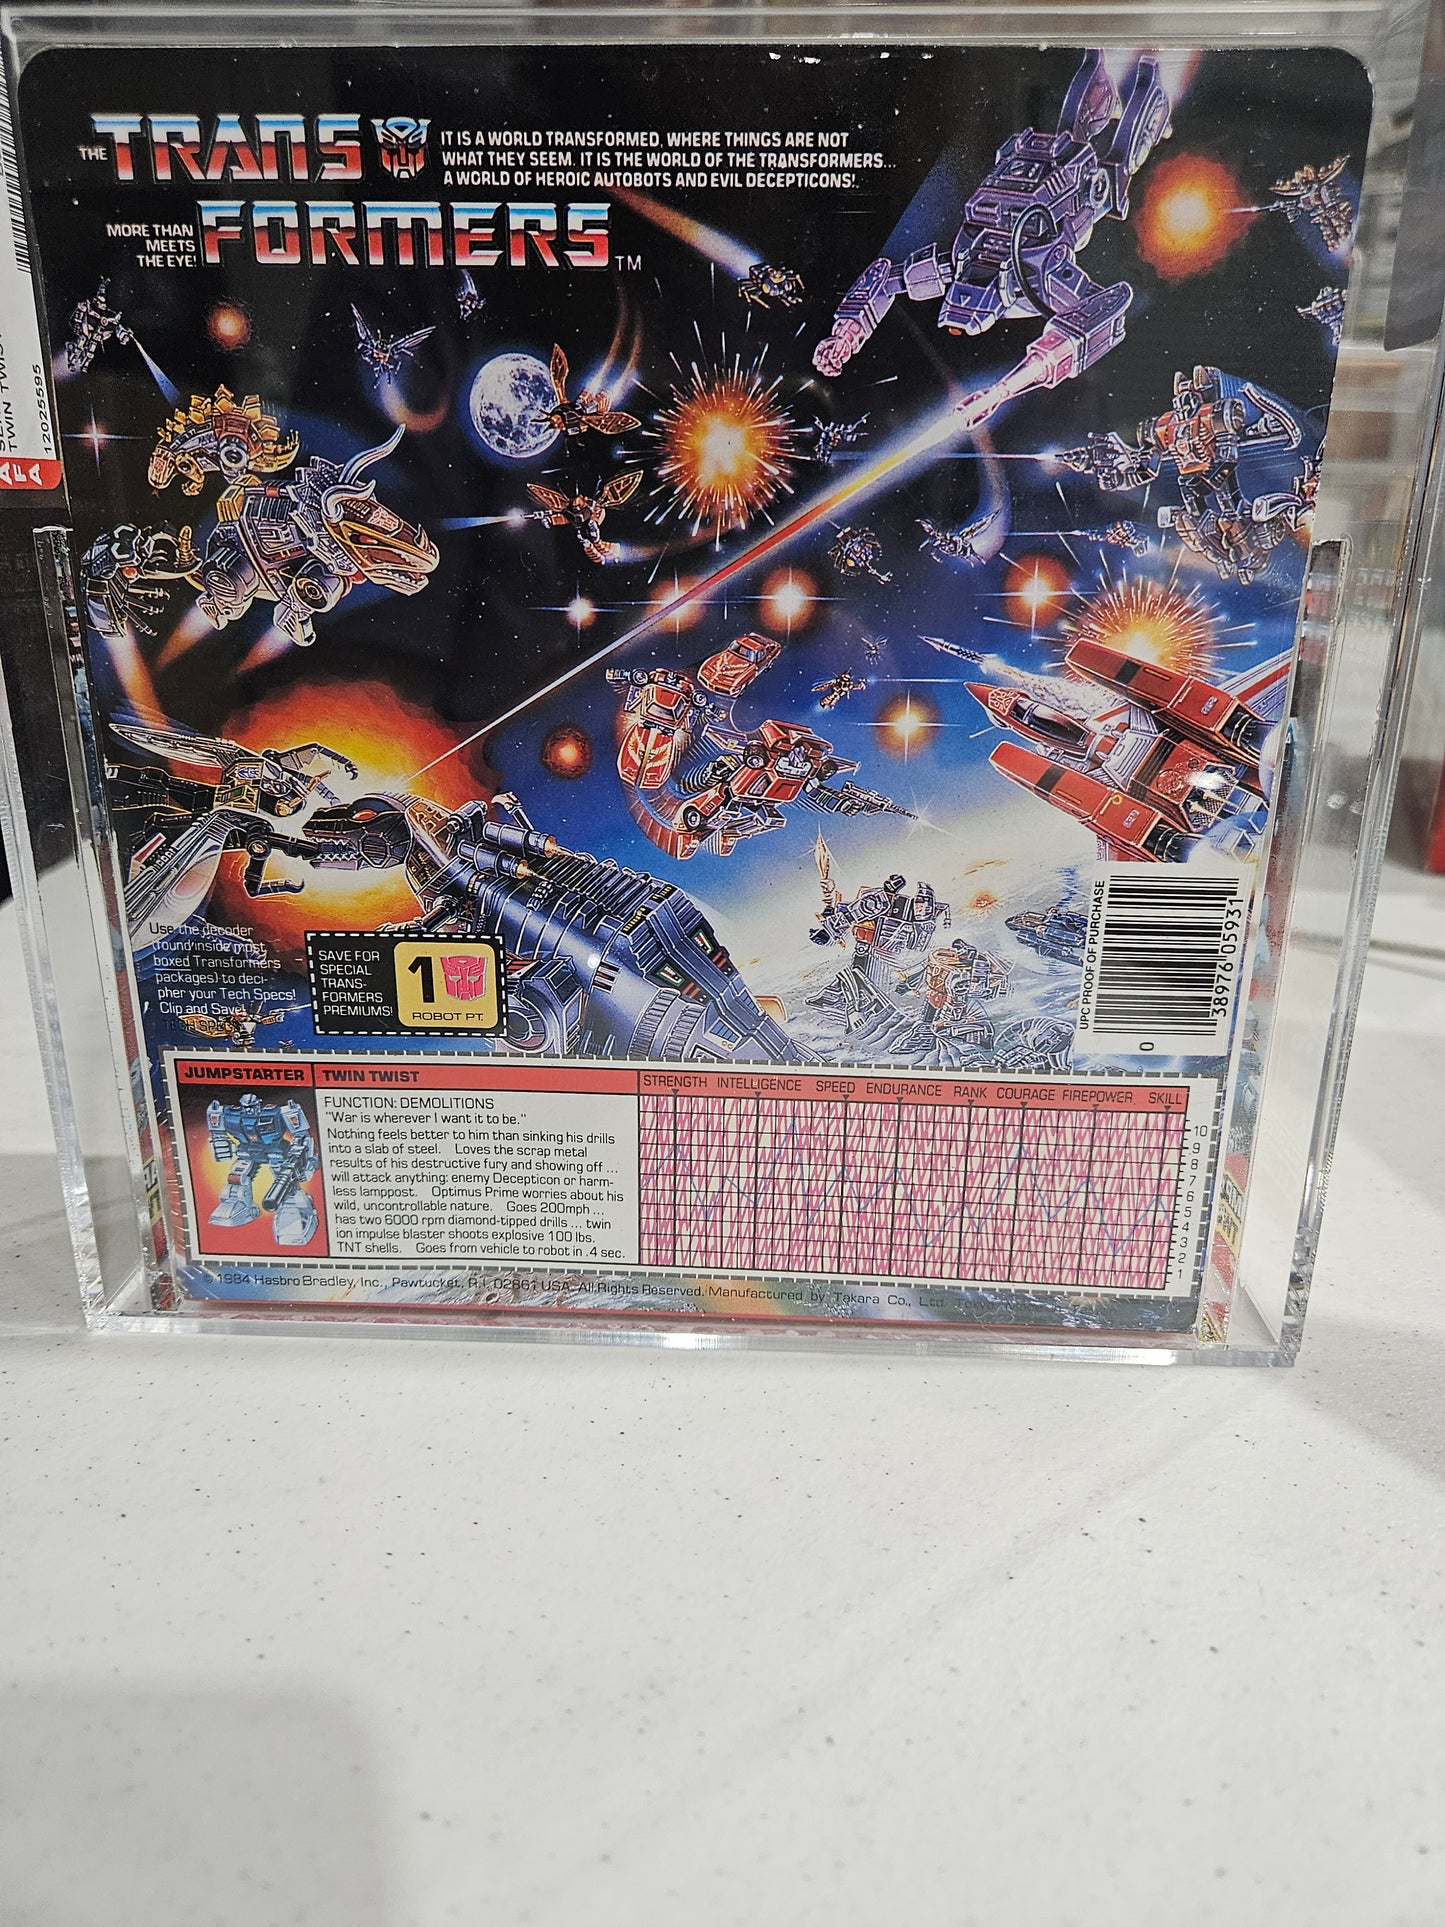 THE TRANS
FORMERS TM
MORE THAN
MEETS
THE EYE!
IT IS A WORLD TRANSFORMED, WHERE THINGS ARE NOT
WHAT THEY SEEM. IT IS THE WORLD OF THE TRANSFORMERS...
A WORLD OF HEROIC AUTOBOTS AND EVIL DECEPTICONS!
TWIN TWIST
12025595
AFA
Use the decoder
(found inside most
boxed Transformers
packages) to deci-
pher your Tech Specs!
Clip and Save!
TECH SPECS
SAVE FOR
SPECIAL
TRANS-
FORMERS
PREMIUMS!
1
ROBOT PT.
UPC PROOF OF PURCHASE
0
38976 05931
JUMPSTARTER
TWIN TWIST
FUNCTION: DEMOLITIONS
"War is wherever I want it to be."
Nothing feels better to him than sinking his drills
into a slab of steel. Loves the scrap metal
results of his destructive fury and showing off ...
will attack anything: enemy Decepticon or harm-
less lamppost. Optimus Prime worries about his
wild, uncontrollable nature. Goes 200mph ...
has two 6000 rpm diamond-tipped drills ... twin
ion impulse blaster shoots explosive 100 lbs.
TNT shells. Goes from vehicle to robot in .4 sec.
STRENGTH INTELLIGENCE SPEED ENDURANCE RANK COURAGE FIREPOWER SKILL
10
9
8
7
6
5
4
3
2
1
© 1984 Hasbro Bradley, Inc., Pawtucket, R.I. 02861 USA. All Rights Reserved. Manufactured by Takara Co., Ltd. Tokyo